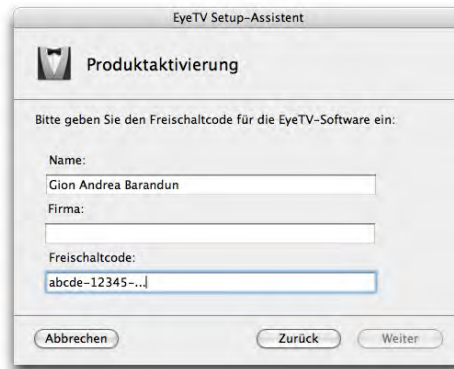 EyeTV Setup-Assistent
Produktaktivierung
Bitte geben Sie den Freischaltcode für die EyeTV-Software ein:
Name:
Gion Andrea Barandun
Firma:
Freischaltcode:
abcde-12345-...
Abbrechen Zurück Weiter